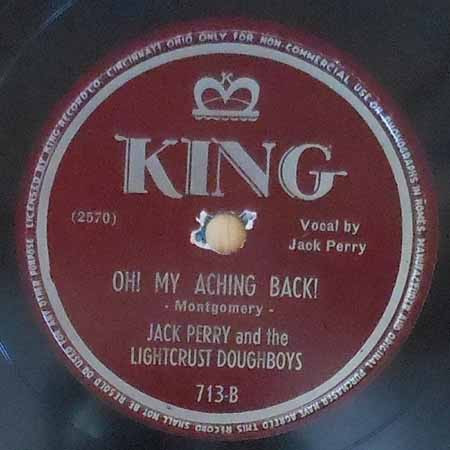 LICENSED BY KING RECORD CO. CINCINNATI OHIO ONLY FOR NON-COMMERCIAL USE ON PHONOGRAPHS IN HOMES. MANUFACTURER AND ORIGINAL PURCHASER HAVE AGREED THIS SHALL NOT BE RESOLD OR USED FOR ANY OTHER PURPOSE
K
KING
(2570)
Vocal by
Jack Perry
OH! MY ACHING BACK!
- Montgomery -
JACK PERRY and the
LIGHTCRUST DOUGHBOYS
713-B